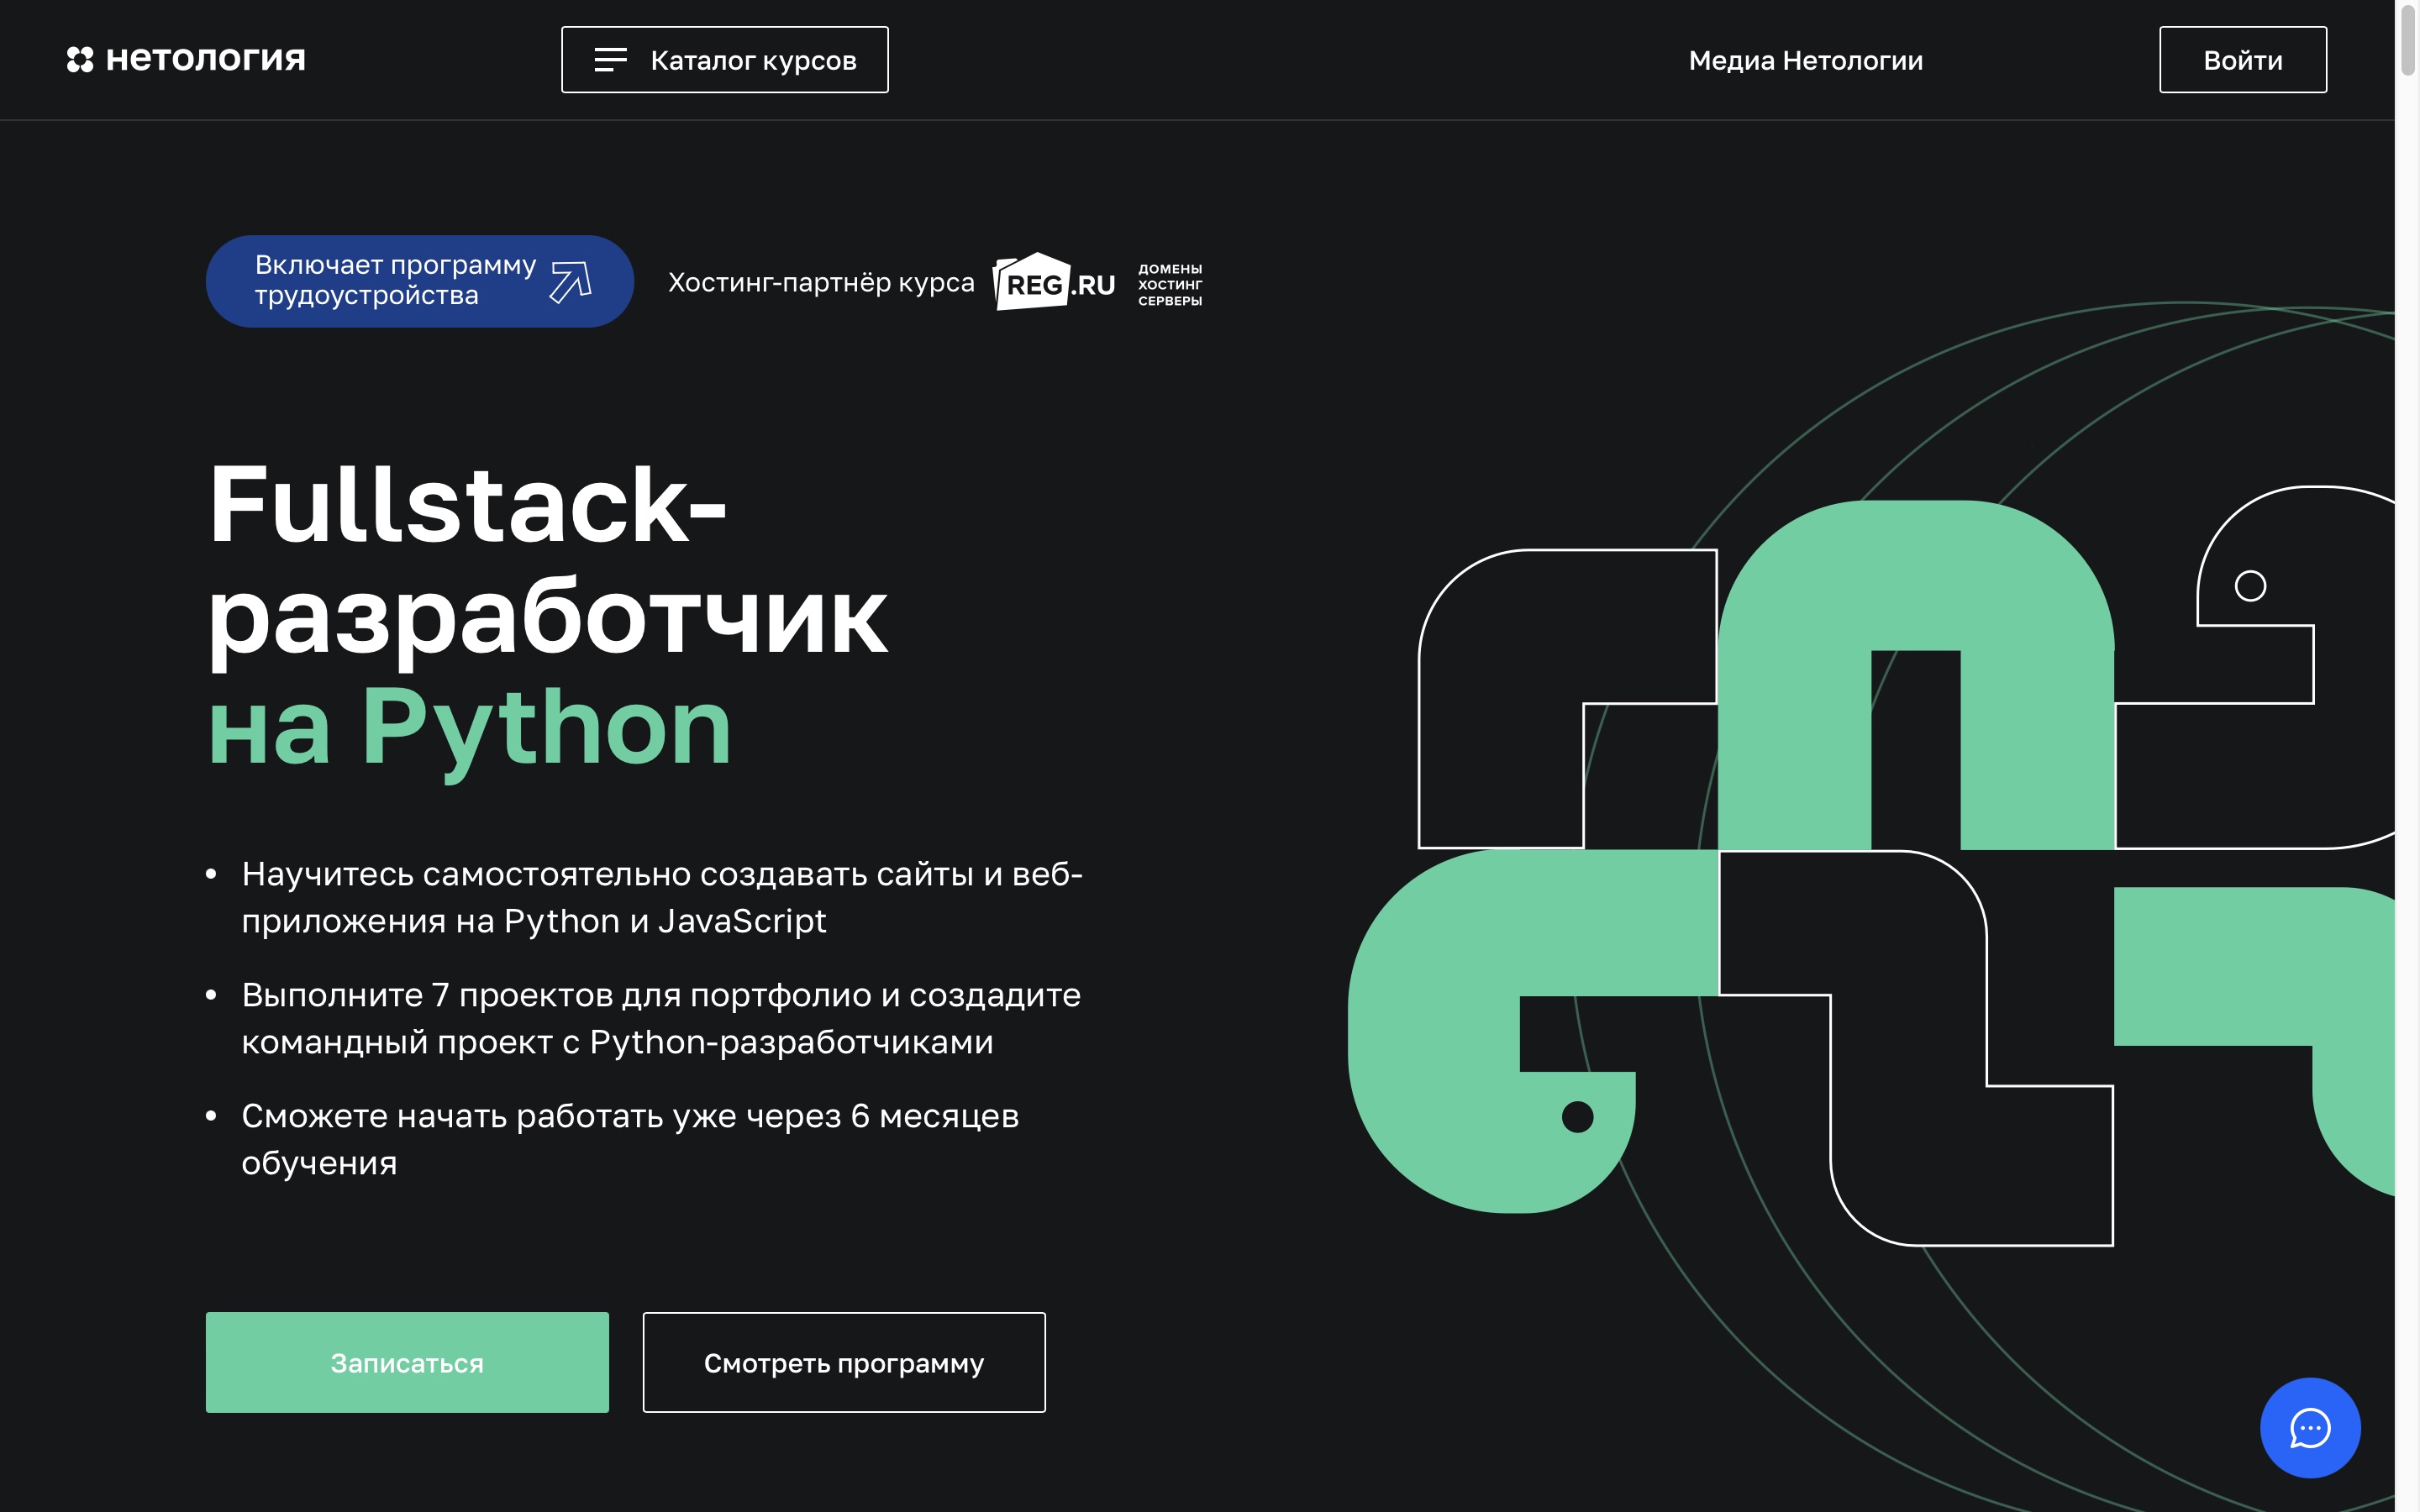 нетология
Каталог курсов
Медиа Нетологии
Войти
Включает программу
трудоустройства
Хостинг-партнёр курса
REG.RU
ДОМЕНЫ
ХОСТИНГ
СЕРВЕРЫ
Fullstack-
разработчик
на Python
Научитесь самостоятельно создавать сайты и веб-
приложения на Python и JavaScript
Выполните 7 проектов для портфолио и создадите
командный проект с Python-разработчиками
Сможете начать работать уже через 6 месяцев
обучения
Записаться
Смотреть программу